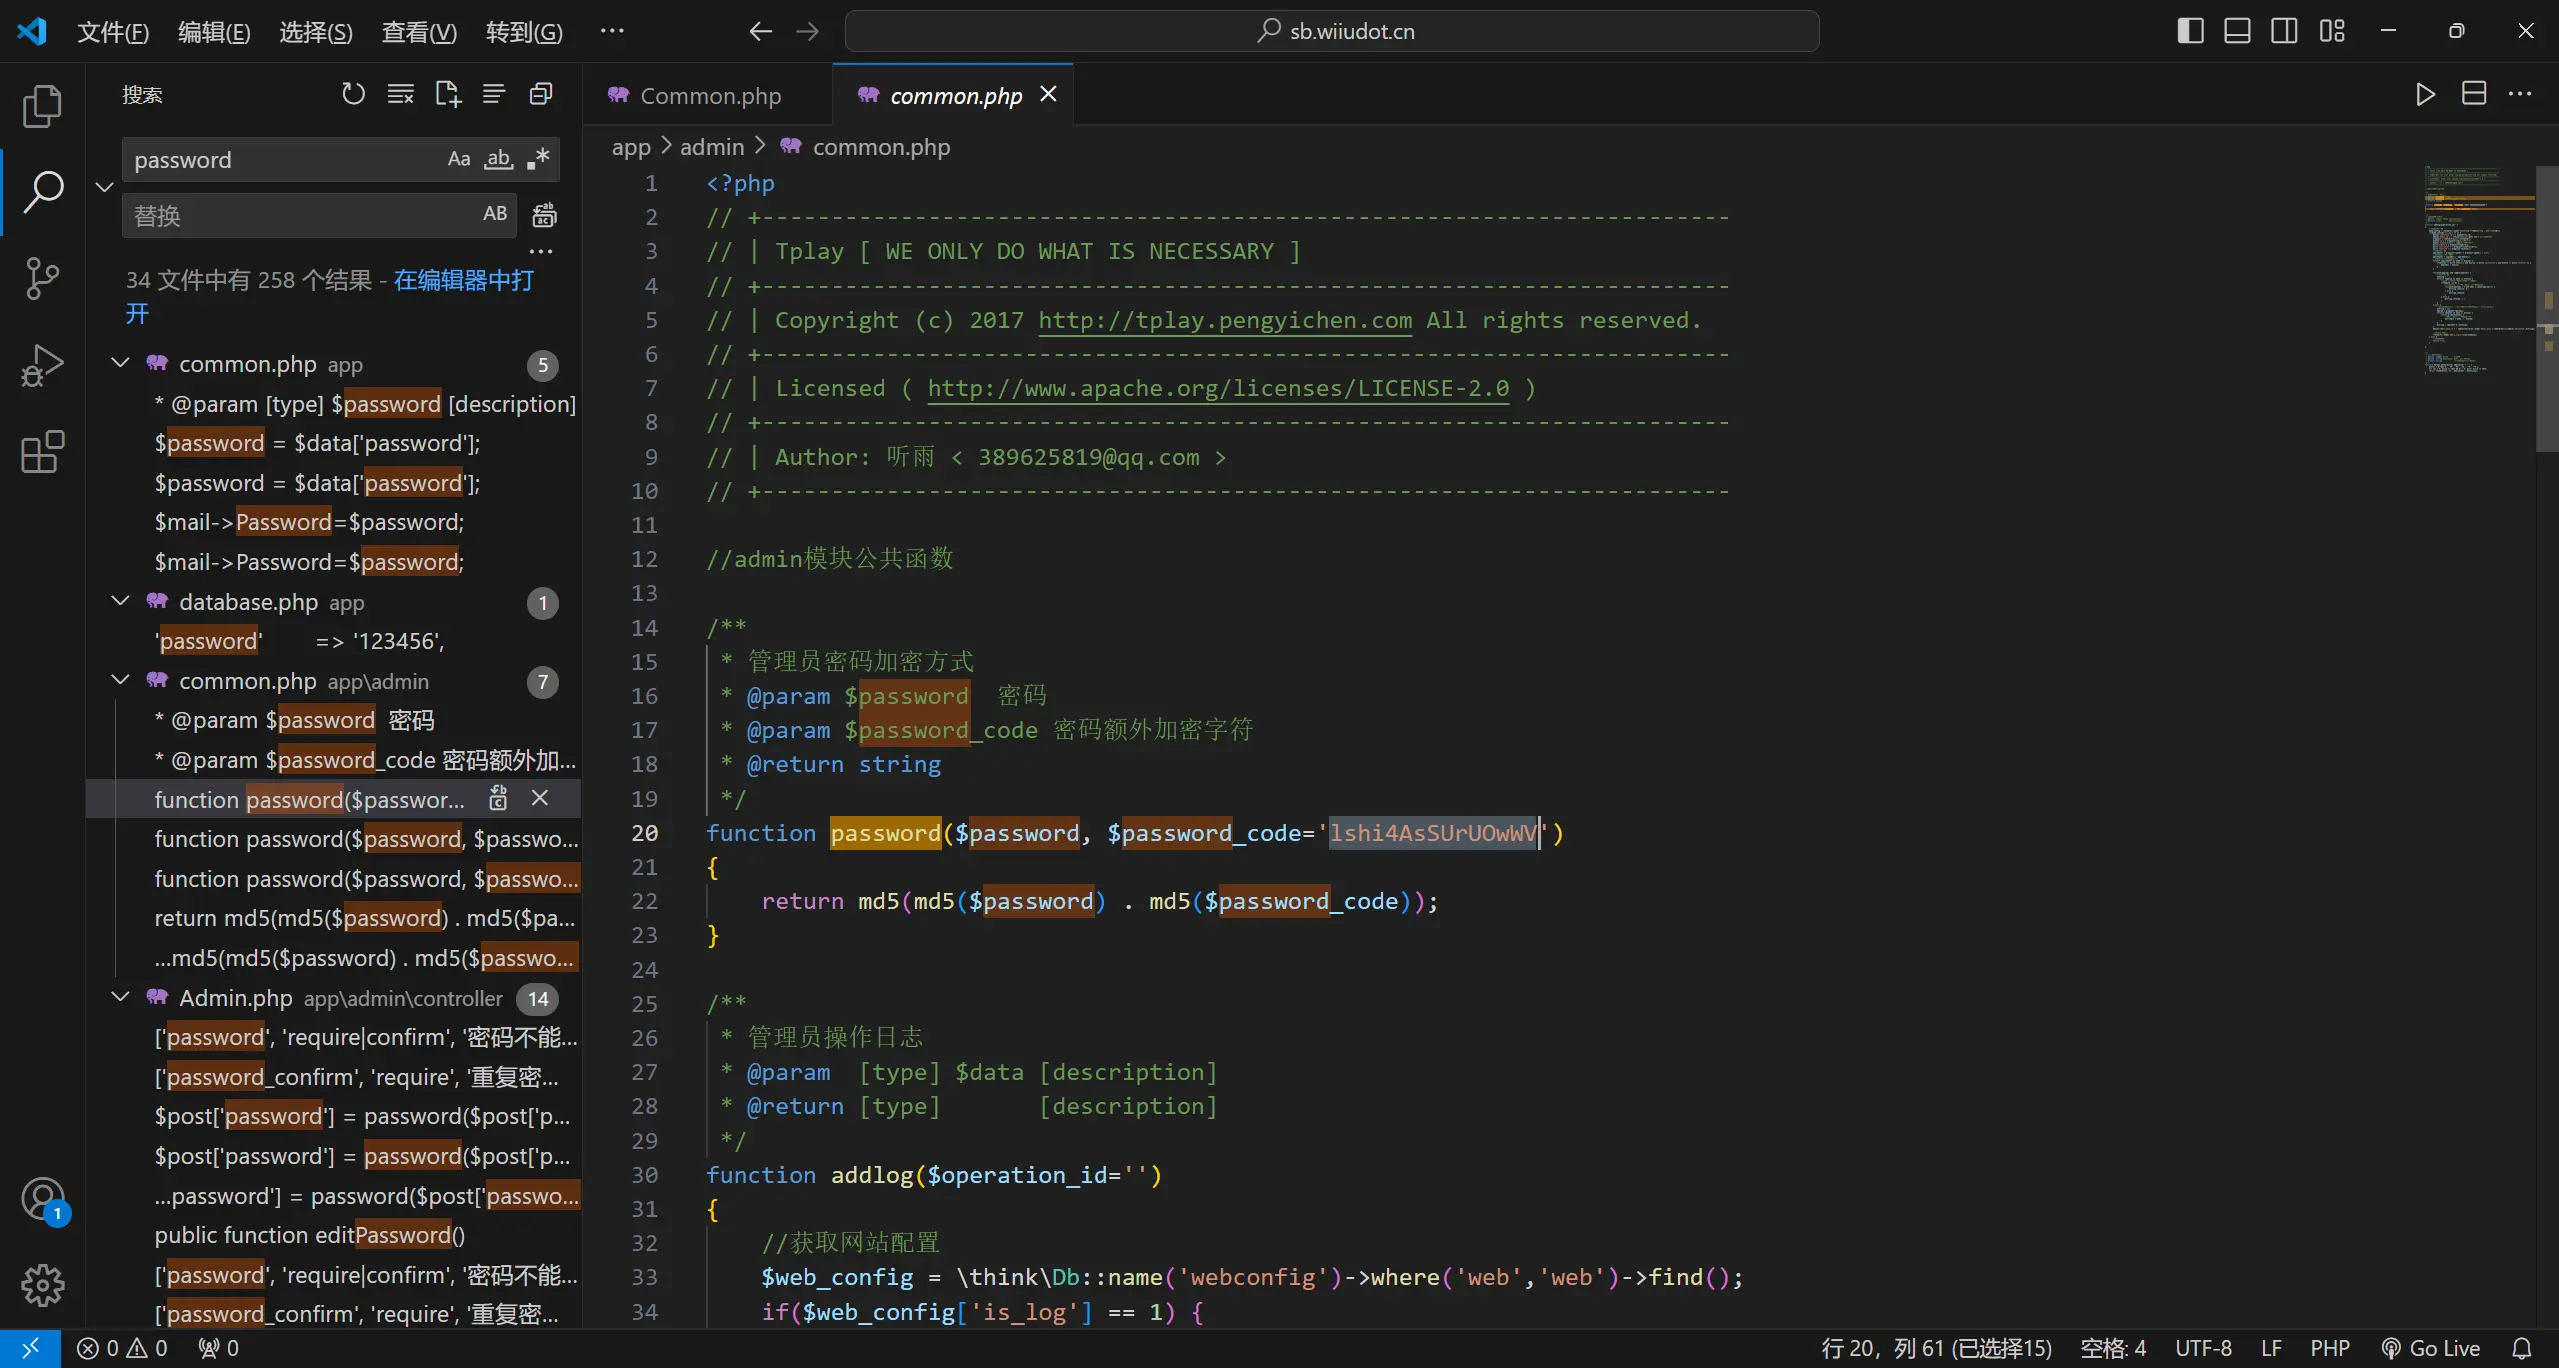 文件(F) 编辑(E) 选择(S) 查看(V) 转到(G) ···
sb.wiiudot.cn
搜索
password
Aa ab
替换
AB
34 文件中有 258 个结果 - 在编辑器中打
开
common.php app 5
* @param [type] $password [description]
$password = $data['password'];
$password = $data['password'];
$mail->Password=$password;
$mail->Password=$password;
database.php app 1
'password' => '123456',
common.php app\admin 7
* @param $password 密码
* @param $password_code 密码额外加...
function password($passwor...
function password($password, $passwo...
function password($password, $passwo...
return md5(md5($password) . md5($pa...
...md5(md5($password) . md5($passwo...
Admin.php app\admin\controller 14
['password', 'require|confirm', '密码不能...
['password_confirm', 'require', '重复密...
$post['password'] = password($post['p...
$post['password'] = password($post['p...
...password'] = password($post['passwo...
public function editPassword()
['password', 'require|confirm', '密码不能...
['password_confirm', 'require', '重复密...
Common.php
common.php
app > admin > common.php
1 <?php
2 // +----------------------------------------------------------------------
3 // | Tplay [ WE ONLY DO WHAT IS NECESSARY ]
4 // +----------------------------------------------------------------------
5 // | Copyright (c) 2017 http://tplay.pengyichen.com All rights reserved.
6 // +----------------------------------------------------------------------
7 // | Licensed ( http://www.apache.org/licenses/LICENSE-2.0 )
8 // +----------------------------------------------------------------------
9 // | Author: 听雨 < 389625819@qq.com >
10 // +----------------------------------------------------------------------
11
12 //admin模块公共函数
13
14 /**
15 * 管理员密码加密方式
16 * @param $password 密码
17 * @param $password_code 密码额外加密字符
18 * @return string
19 */
20 function password($password, $password_code='lshi4AsSUrUOwWV')
21 {
22 return md5(md5($password) . md5($password_code));
23 }
24
25 /**
26 * 管理员操作日志
27 * @param [type] $data [description]
28 * @return [type] [description]
29 */
30 function addlog($operation_id='')
31 {
32 //获取网站配置
33 $web_config = \think\Db::name('webconfig')->where('web','web')->find();
34 if($web_config['is_log'] == 1) {
1
0 0 0
行 20，列 61 (已选择15) 空格: 4 UTF-8 LF PHP Go Live